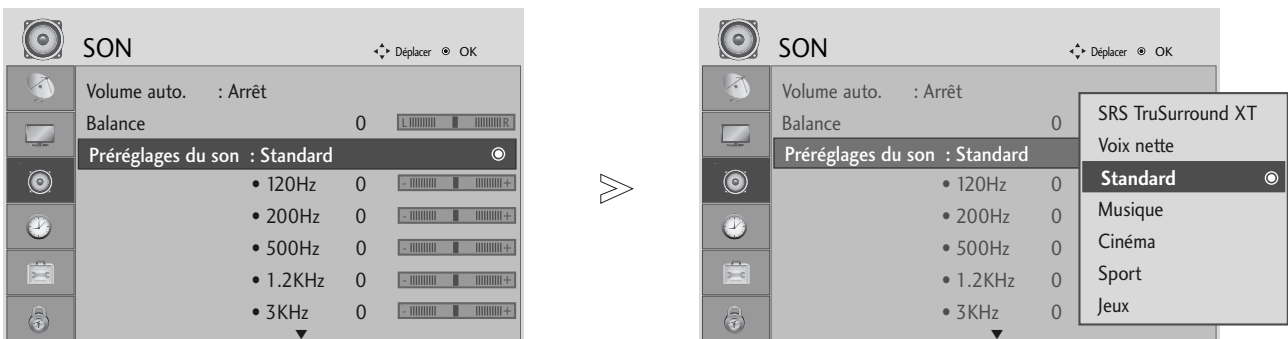 SON
Déplacer OK
Volume auto. : Arrêt
Balance 0 L R
Préréglages du son : Standard
• 120Hz 0 - +
• 200Hz 0 - +
• 500Hz 0 - +
• 1.2KHz 0 - +
• 3KHz 0 - +
SON
Déplacer OK
Volume auto. : Arrêt
Balance 0
Préréglages du son : Standard
• 120Hz 0
• 200Hz 0
• 500Hz 0
• 1.2KHz 0
• 3KHz 0
SRS TruSurround XT
Voix nette
Standard
Musique
Cinéma
Sport
Jeux